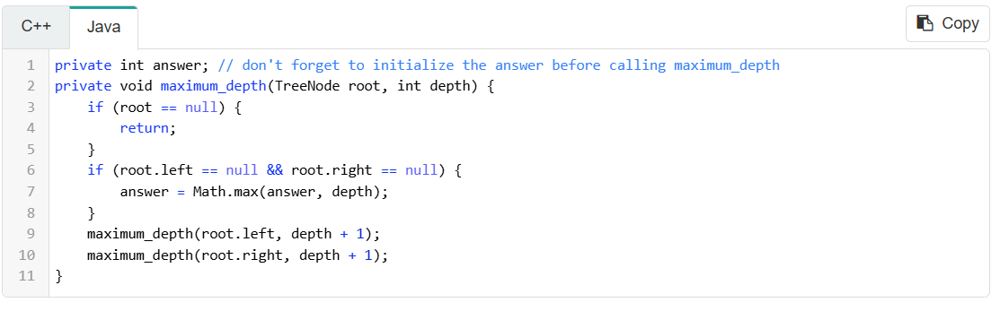 C++ Java Copy
1 private int answer; // don't forget to initialize the answer before calling maximum_depth
2 private void maximum_depth(TreeNode root, int depth) {
3     if (root == null) {
4         return;
5     }
6     if (root.left == null && root.right == null) {
7         answer = Math.max(answer, depth);
8     }
9     maximum_depth(root.left, depth + 1);
10     maximum_depth(root.right, depth + 1);
11 }